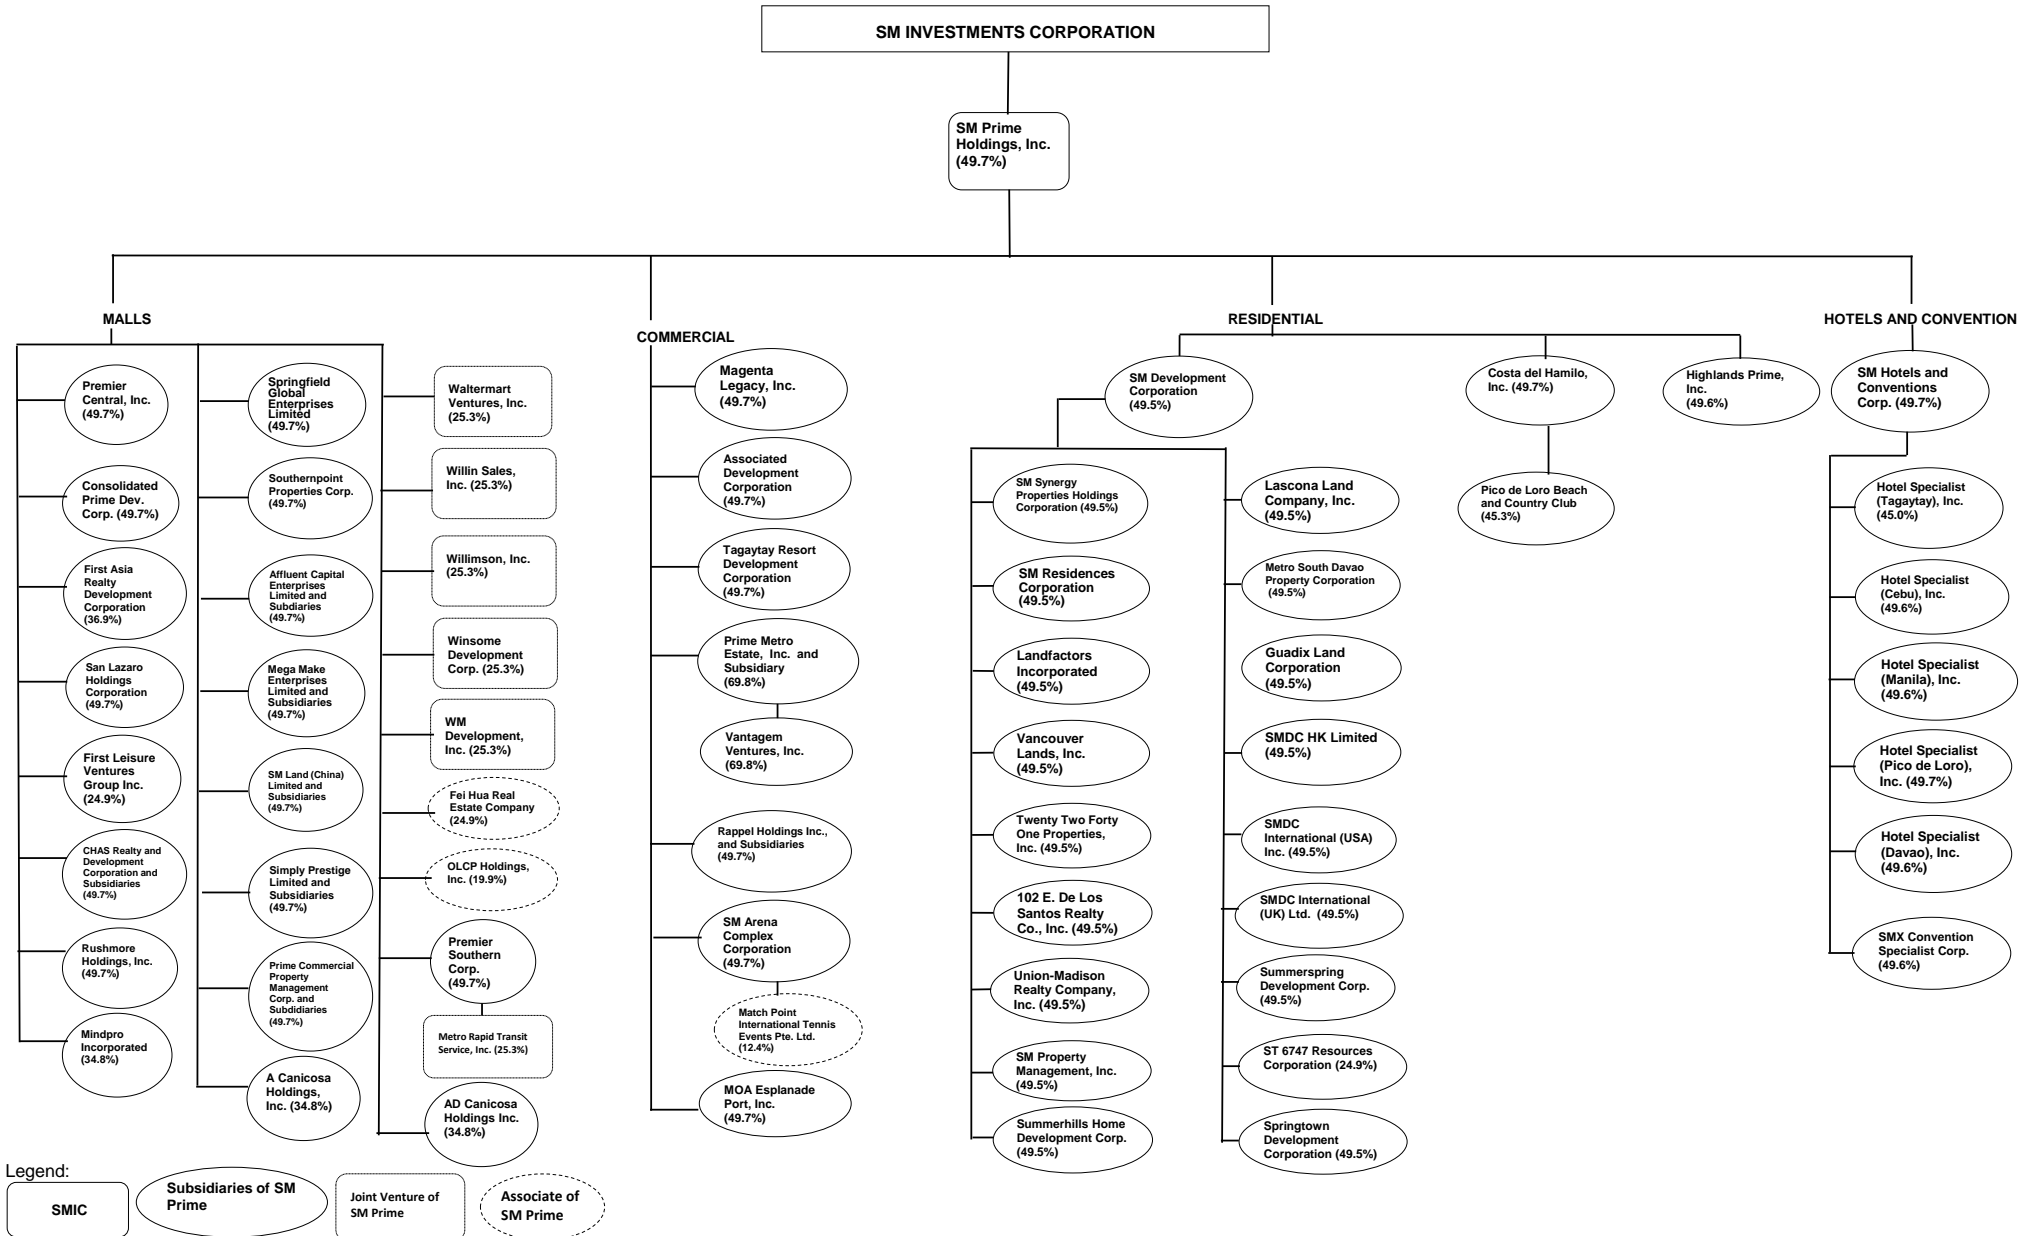 SM INVESTMENTS CORPORATION
SM Prime
Holdings, Inc.
(49.7%)
MALLS
Premier
Central, Inc.
(49.7%)
Consolidated
Prime Dev.
Corp. (49.7%)
First Asia
Realty
Development
Corporation
(36.9%)
San Lazaro
Holdings
Corporation
(49.7%)
First Leisure
Ventures
Group Inc.
(24.9%)
CHAS Realty and
Development
Corporation and
Subsidiaries
(49.7%)
Rushmore
Holdings, Inc.
(49.7%)
Mindpro
Incorporated
(34.8%)
Springfield
Global
Enterprises
Limited
(49.7%)
Southernpoint
Properties Corp.
(49.7%)
Affluent Capital
Enterprises
Limited and
Subdiaries
(49.7%)
Mega Make
Enterprises
Limited and
Subsidiaries
(49.7%)
SM Land (China)
Limited and
Subsidiaries
(49.7%)
Simply Prestige
Limited and
Subsidiaries
(49.7%)
Prime Commercial
Property
Management
Corp. and
Subdidiaries
(49.7%)
A Canicosa
Holdings,
Inc. (34.8%)
Waltermart
Ventures, Inc.
(25.3%)
Willin Sales,
Inc. (25.3%)
Willimson, Inc.
(25.3%)
Winsome
Development
Corp. (25.3%)
WM
Development,
Inc. (25.3%)
Fei Hua Real
Estate Company
(24.9%)
OLCP Holdings,
Inc. (19.9%)
Premier
Southern
Corp.
(49.7%)
Metro Rapid Transit
Service, Inc. (25.3%)
AD Canicosa
Holdings Inc.
(34.8%)
COMMERCIAL
Magenta
Legacy, Inc.
(49.7%)
Associated
Development
Corporation
(49.7%)
Tagaytay Resort
Development
Corporation
(49.7%)
Prime Metro
Estate, Inc. and
Subsidiary
(69.8%)
Vantagem
Ventures, Inc.
(69.8%)
Rappel Holdings Inc.,
and Subsidiaries
(49.7%)
SM Arena
Complex
Corporation
(49.7%)
Match Point
International Tennis
Events Pte. Ltd.
(12.4%)
MOA Esplanade
Port, Inc.
(49.7%)
RESIDENTIAL
SM Development
Corporation
(49.5%)
SM Synergy
Properties Holdings
Corporation (49.5%)
SM Residences
Corporation
(49.5%)
Landfactors
Incorporated
(49.5%)
Vancouver
Lands, Inc.
(49.5%)
Twenty Two Forty
One Properties,
Inc. (49.5%)
102 E. De Los
Santos Realty
Co., Inc. (49.5%)
Union-Madison
Realty Company,
Inc. (49.5%)
SM Property
Management, Inc.
(49.5%)
Summerhills Home
Development Corp.
(49.5%)
Lascona Land
Company, Inc.
(49.5%)
Metro South Davao
Property Corporation
(49.5%)
Guadix Land
Corporation
(49.5%)
SMDC HK Limited
(49.5%)
SMDC
International (USA)
Inc. (49.5%)
SMDC International
(UK) Ltd. (49.5%)
Summerspring
Development Corp.
(49.5%)
ST 6747 Resources
Corporation (24.9%)
Springtown
Development
Corporation (49.5%)
Costa del Hamilo,
Inc. (49.7%)
Pico de Loro Beach
and Country Club
(45.3%)
Highlands Prime,
Inc.
(49.6%)
HOTELS AND CONVENTION
SM Hotels and
Conventions
Corp. (49.7%)
Hotel Specialist
(Tagaytay), Inc.
(45.0%)
Hotel Specialist
(Cebu), Inc.
(49.6%)
Hotel Specialist
(Manila), Inc.
(49.6%)
Hotel Specialist
(Pico de Loro),
Inc. (49.7%)
Hotel Specialist
(Davao), Inc.
(49.6%)
SMX Convention
Specialist Corp.
(49.6%)
Legend:
SMIC
Subsidiaries of SM
Prime
Joint Venture of
SM Prime
Associate of
SM Prime